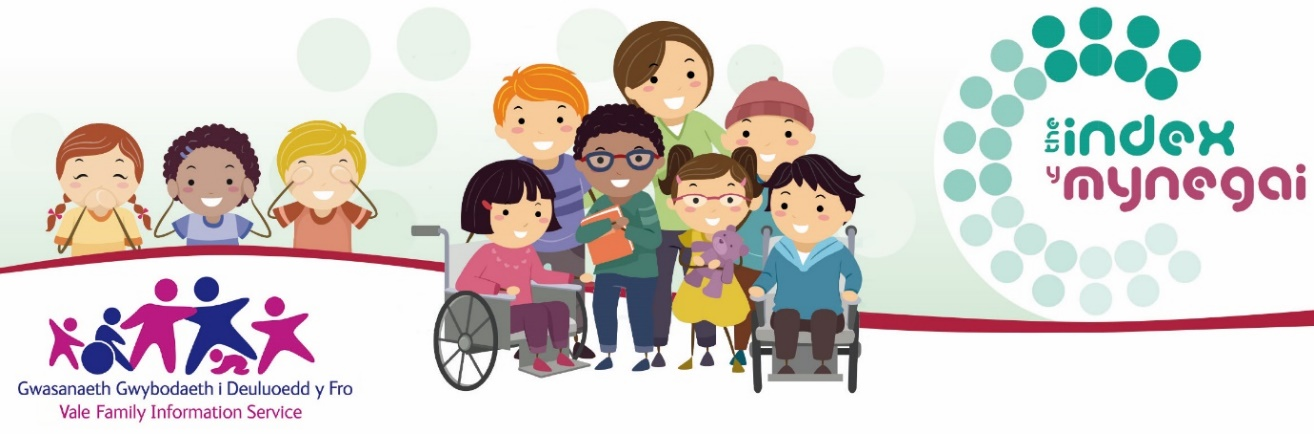 the index
y mynegai
Gwasanaeth Gwybodaeth i Deuluoedd y Fro
Vale Family Information Service